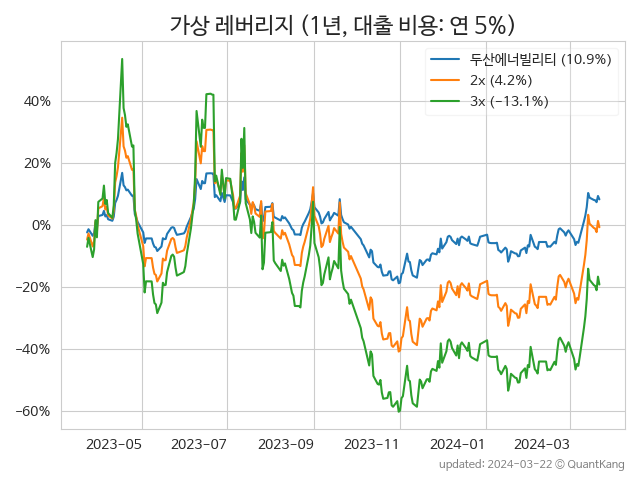 가상 레버리지 (1년, 대출 비용: 연 5%)
두산에너빌리티 (10.9%)
2x (4.2%)
3x (−13.1%)
40%
20%
0%
−20%
−40%
−60%
2023-05 2023-07 2023-09 2023-11 2024-01 2024-03
updated: 2024-03-22 © QuantKang